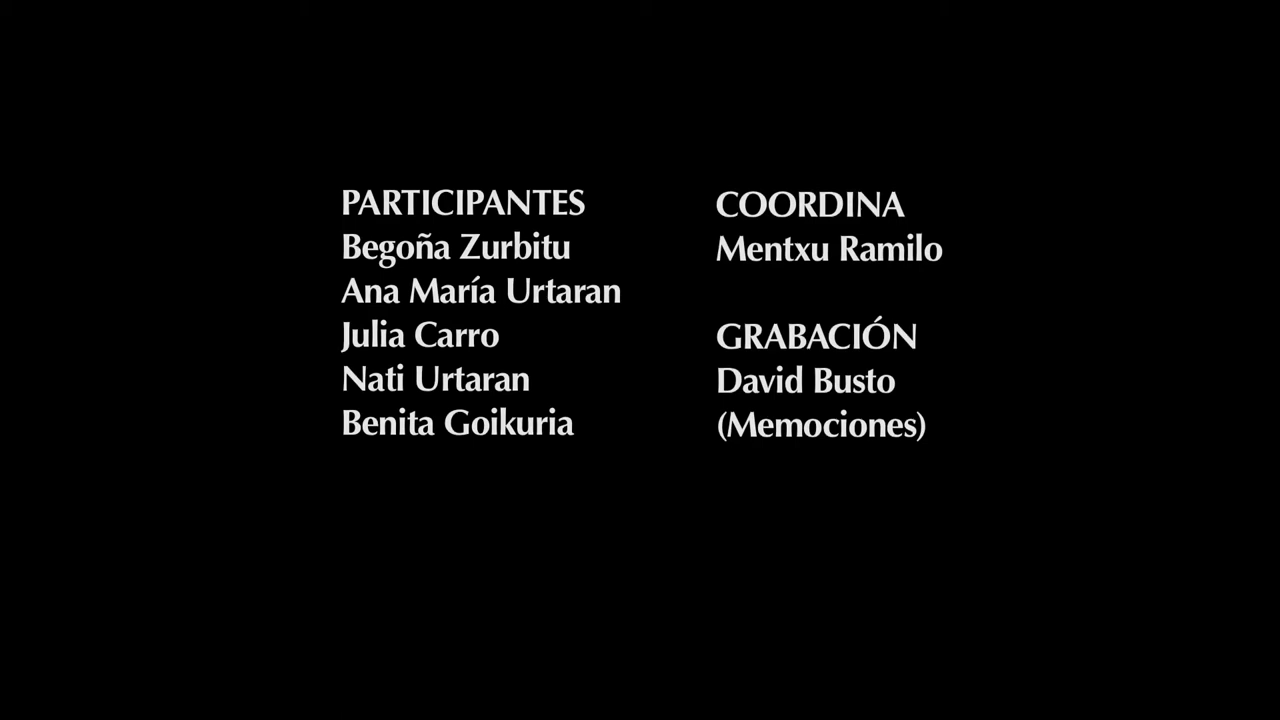 PARTICIPANTES
Begoña Zurbitu
Ana María Urtaran
Julia Carro
Nati Urtaran
Benita Goikuria
COORDINA
Mentxu Ramilo
GRABACIÓN
David Busto
(Memociones)